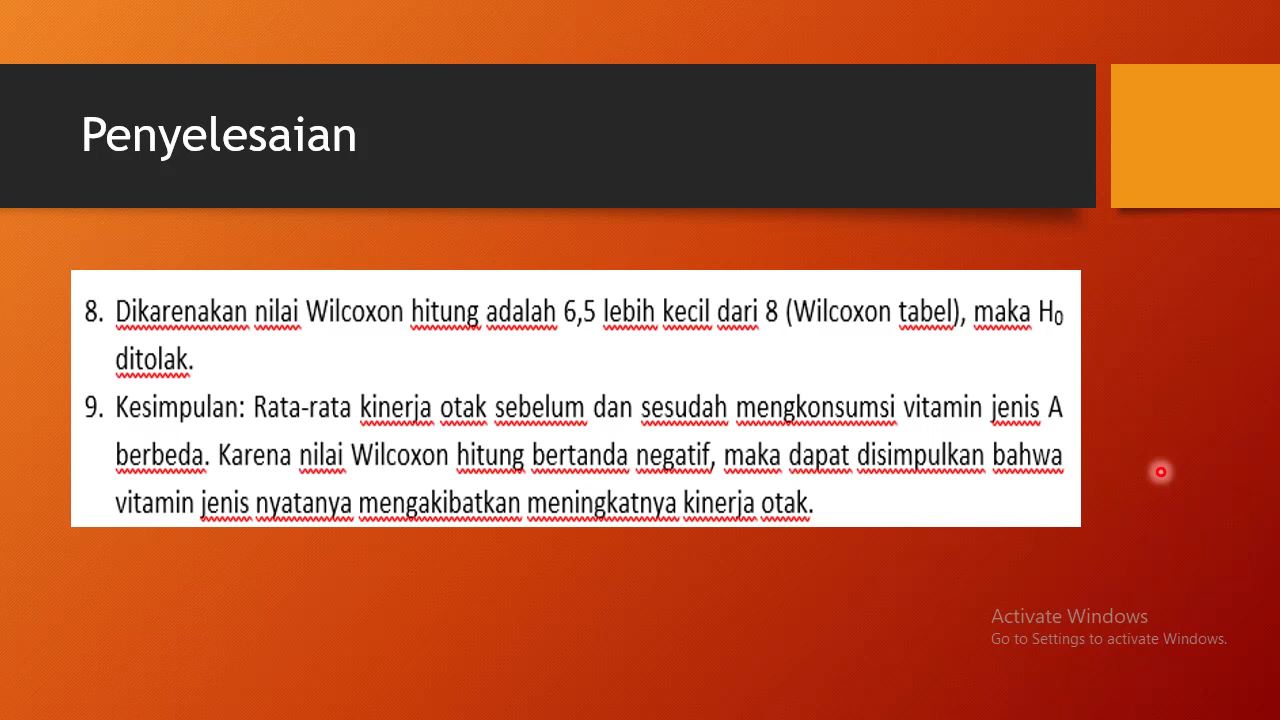 Penyelesaian
8. Dikarenakan nilai Wilcoxon hitung adalah 6,5 lebih kecil dari 8 (Wilcoxon tabel), maka H₀
ditolak.
9. Kesimpulan: Rata-rata kinerja otak sebelum dan sesudah mengkonsumsi vitamin jenis A
berbeda. Karena nilai Wilcoxon hitung bertanda negatif, maka dapat disimpulkan bahwa
vitamin jenis nyatanya mengakibatkan meningkatnya kinerja otak.
Activate Windows
Go to Settings to activate Windows.